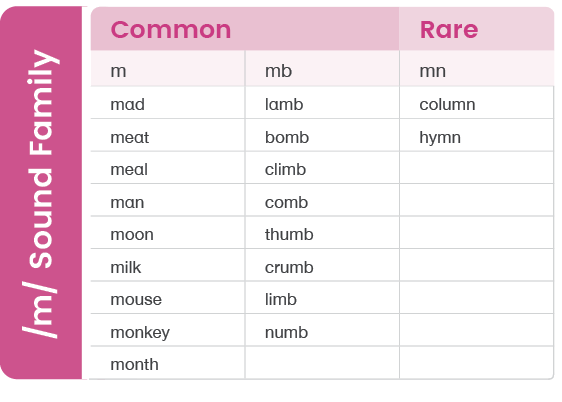 /m/ Sound Family
Common Rare
m mb mn
mad lamb column
meat bomb hymn
meal climb
man comb
moon thumb
milk crumb
mouse limb
monkey numb
month